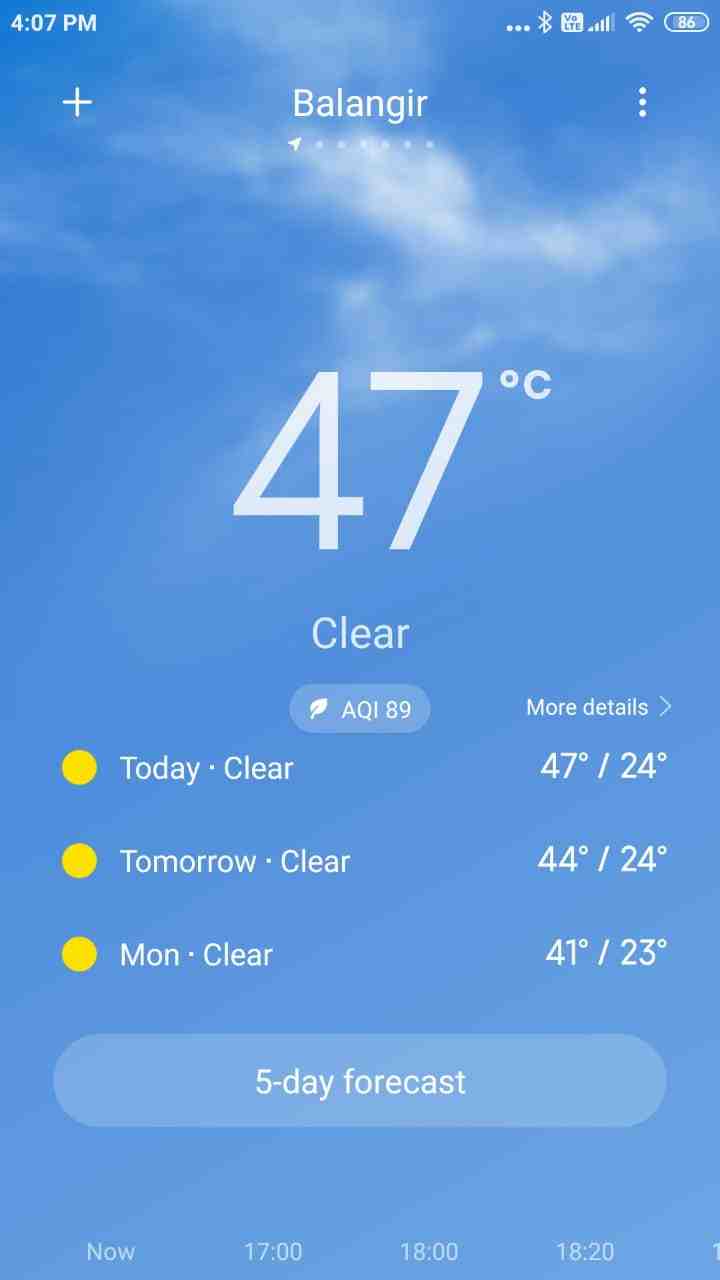 4:07 PM
Vo LTE
86
Balangir
47 °C
Clear
AQI 89
More details
Today · Clear 47° / 24°
Tomorrow · Clear 44° / 24°
Mon · Clear 41° / 23°
5-day forecast
Now 17:00 18:00 18:20